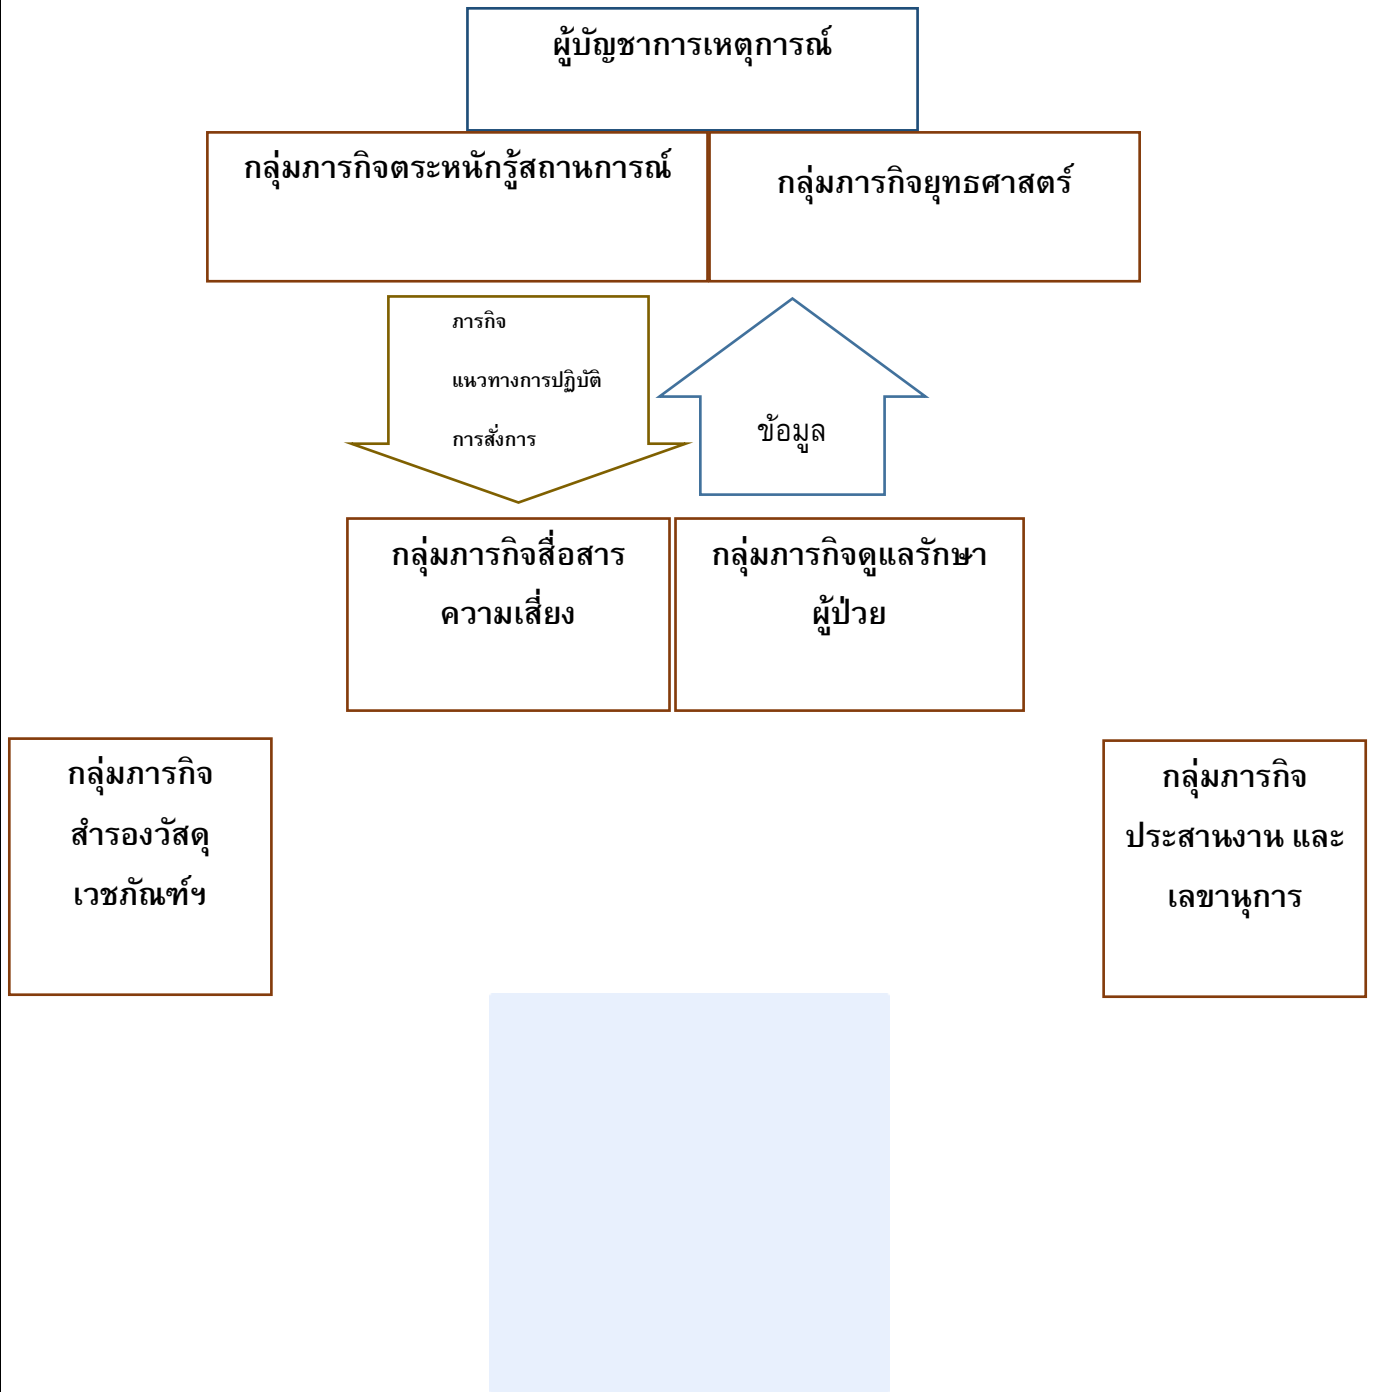 ผู้บัญชาการเหตุการณ์
กลุ่มภารกิจตระหนักรู้สถานการณ์
กลุ่มภารกิจยุทธศาสตร์
ภารกิจ
แนวทางการปฏิบัติ
การสั่งการ
ข้อมูล
กลุ่มภารกิจสื่อสาร
ความเสี่ยง
กลุ่มภารกิจดูแลรักษา
ผู้ป่วย
กลุ่มภารกิจ
สำรองวัสดุ
เวชภัณฑ์ฯ
กลุ่มภารกิจ
ประสานงาน และ
เลขานุการ